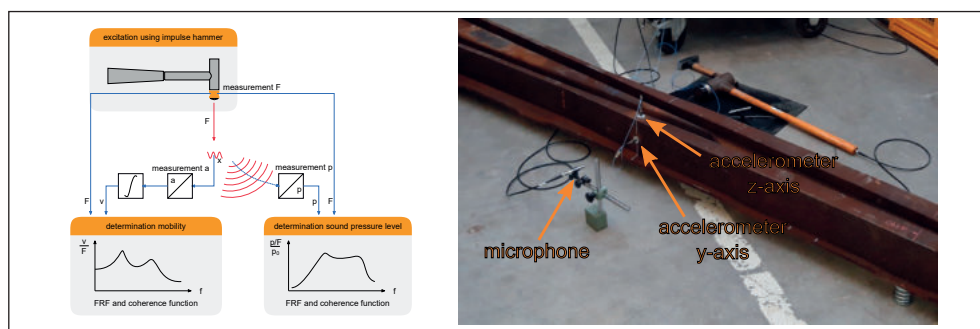 excitation using impulse hammer
measurement F
F
x
measurement a
measurement p
a
∫
p
F
v
p
F
determination mobility
v/F
f
FRF and coherence function
determination sound pressure level
p/F
p₀
f
FRF and coherence function
accelerometer
z-axis
accelerometer
y-axis
microphone